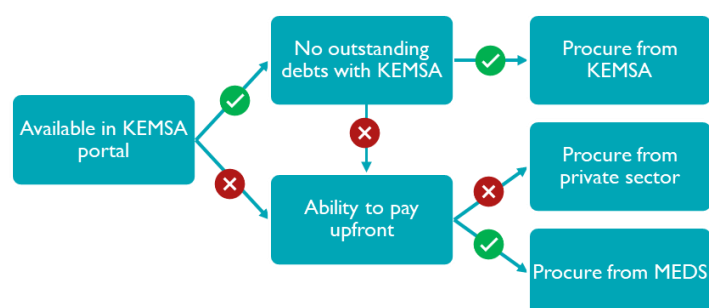 No outstanding
debts with KEMSA
Procure from
KEMSA
Available in KEMSA
portal
Procure from
private sector
Ability to pay
upfront
Procure from MEDS